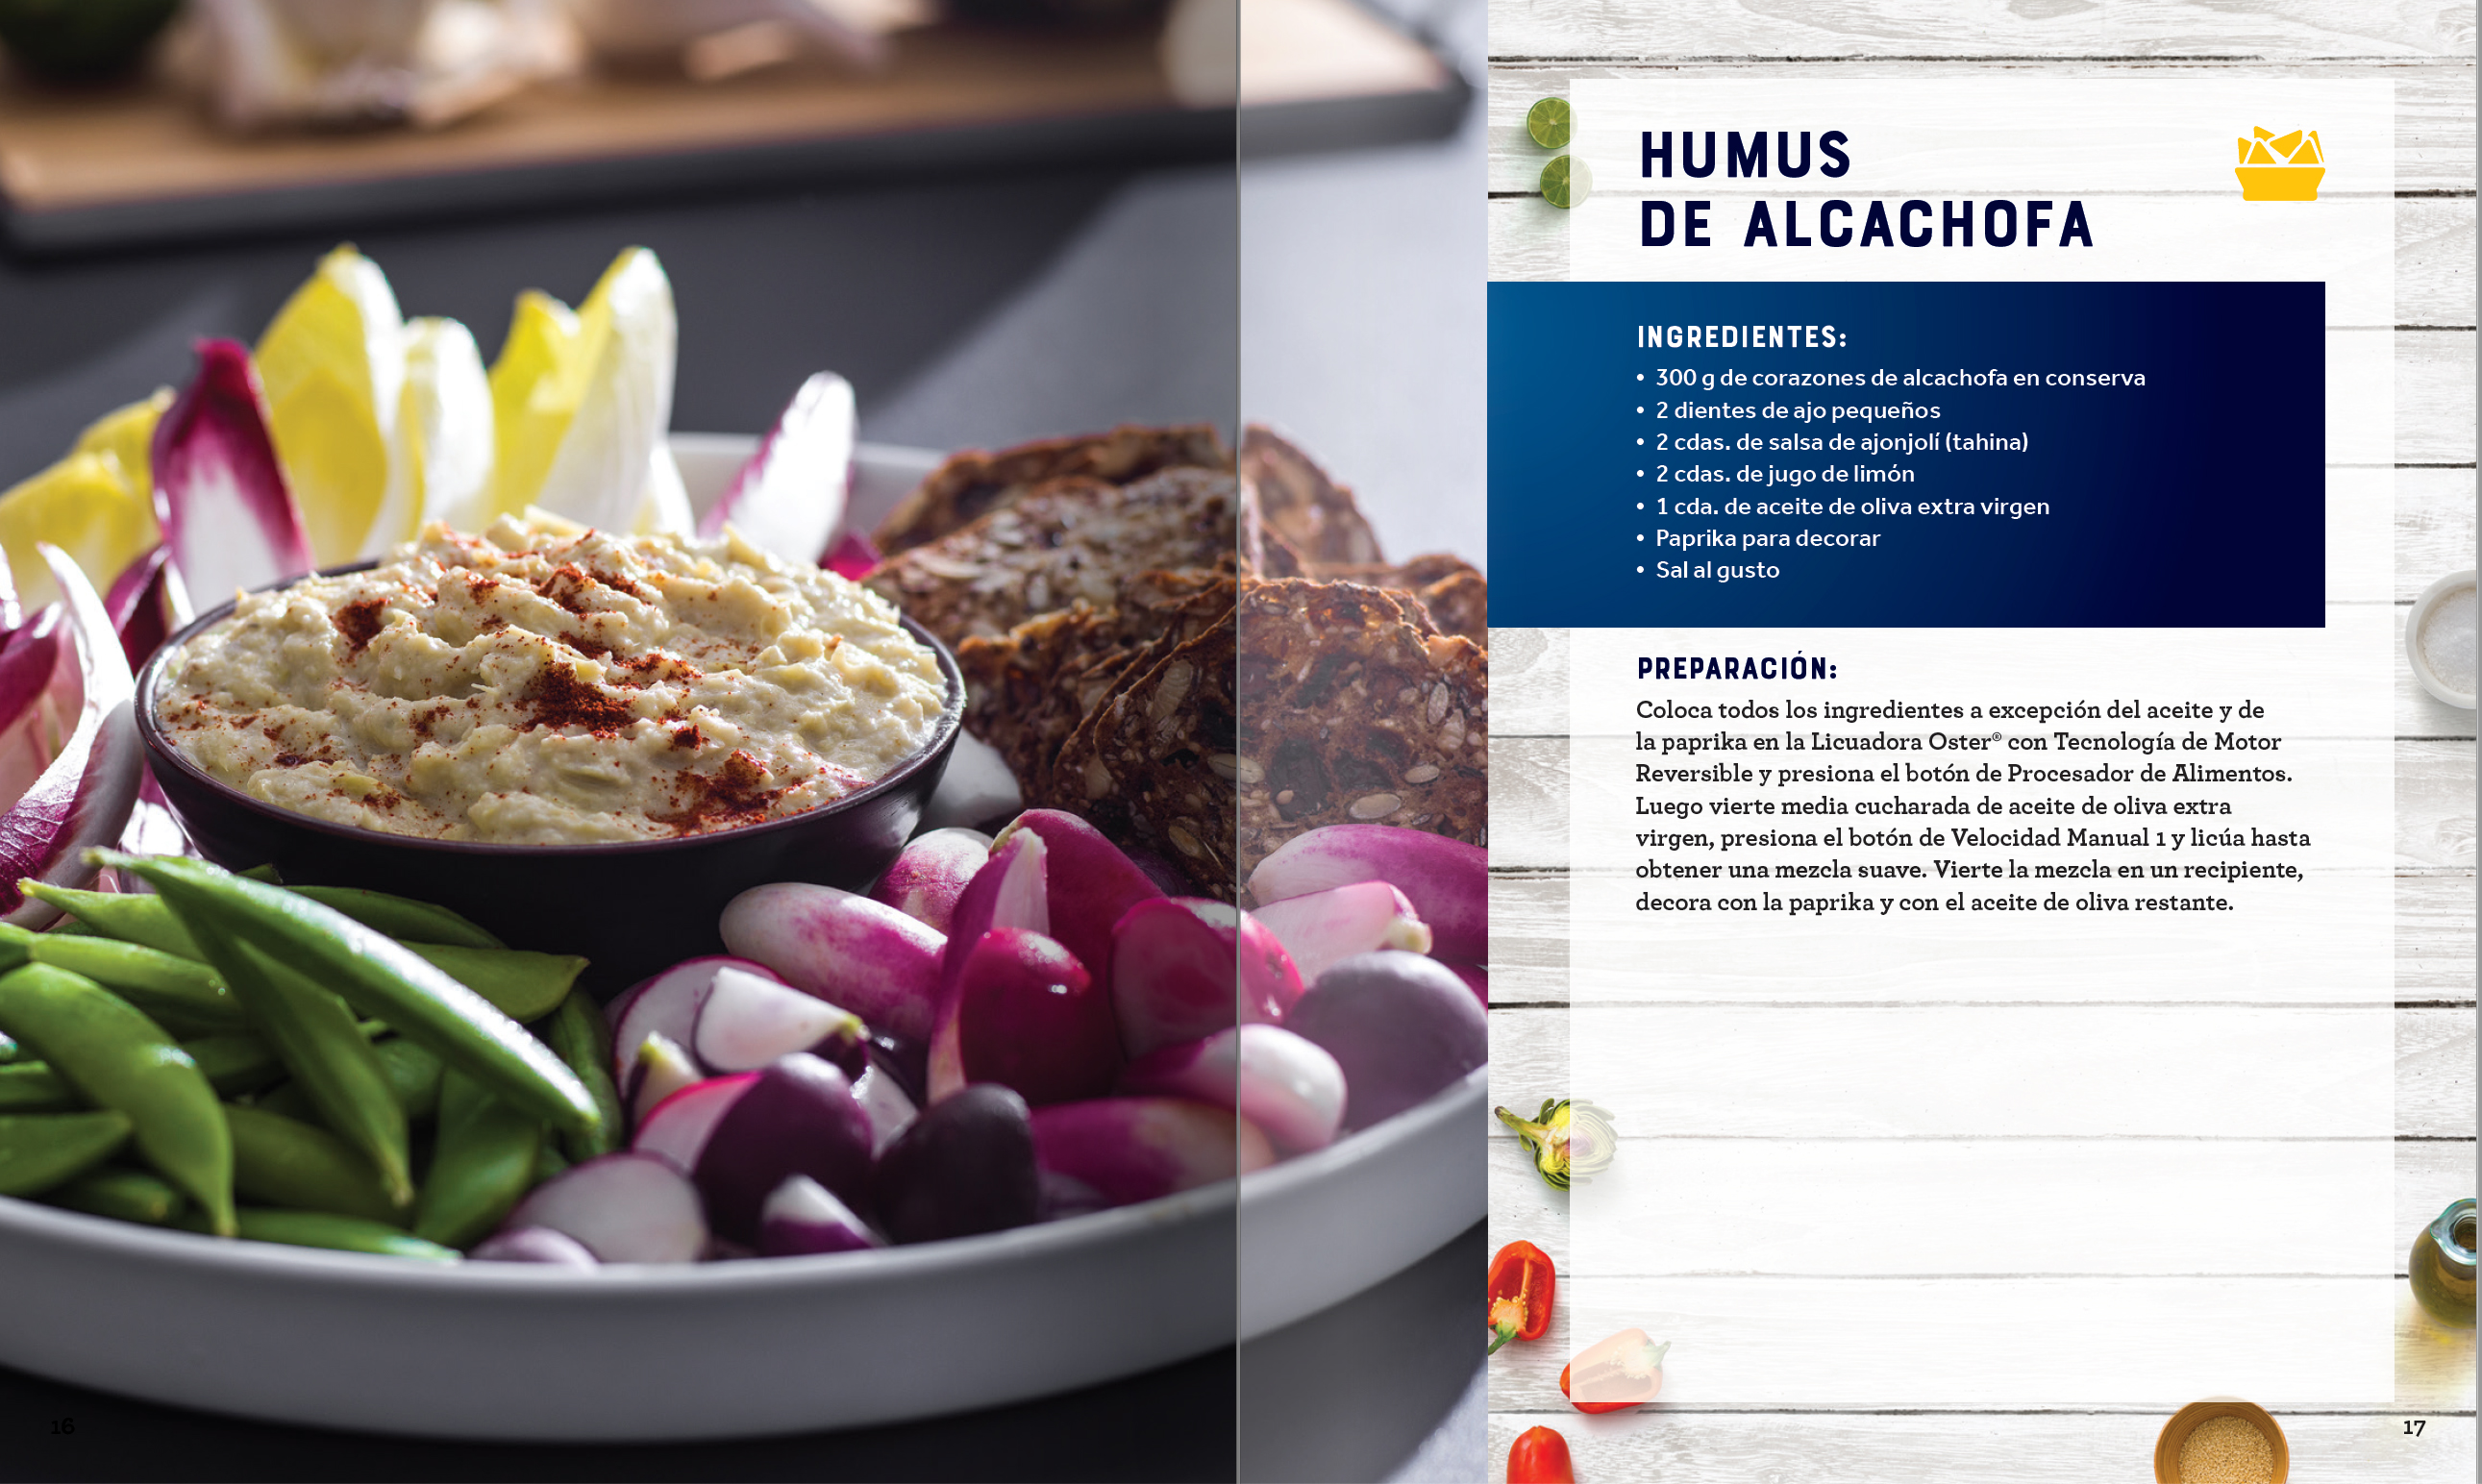 HUMUS
DE ALCACHOFA
INGREDIENTES:
• 300 g de corazones de alcachofa en conserva
• 2 dientes de ajo pequeños
• 2 cdas. de salsa de ajonjolí (tahina)
• 2 cdas. de jugo de limón
• 1 cda. de aceite de oliva extra virgen
• Paprika para decorar
• Sal al gusto
PREPARACIÓN:
Coloca todos los ingredientes a excepción del aceite y de
la paprika en la Licuadora Oster® con Tecnología de Motor
Reversible y presiona el botón de Procesador de Alimentos.
Luego vierte media cucharada de aceite de oliva extra
virgen, presiona el botón de Velocidad Manual 1 y licúa hasta
obtener una mezcla suave. Vierte la mezcla en un recipiente,
decora con la paprika y con el aceite de oliva restante.
16
17